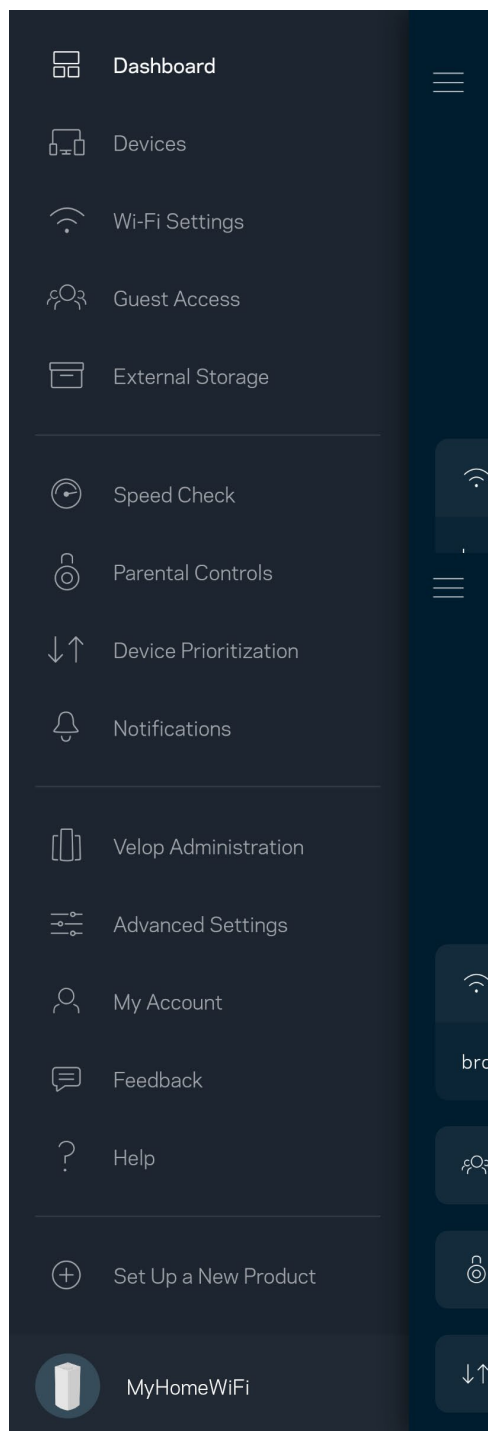 Dashboard
Devices
Wi-Fi Settings
Guest Access
External Storage
Speed Check
Parental Controls
Device Prioritization
Notifications
Velop Administration
Advanced Settings
My Account
Feedback
Help
Set Up a New Product
MyHomeWiFi